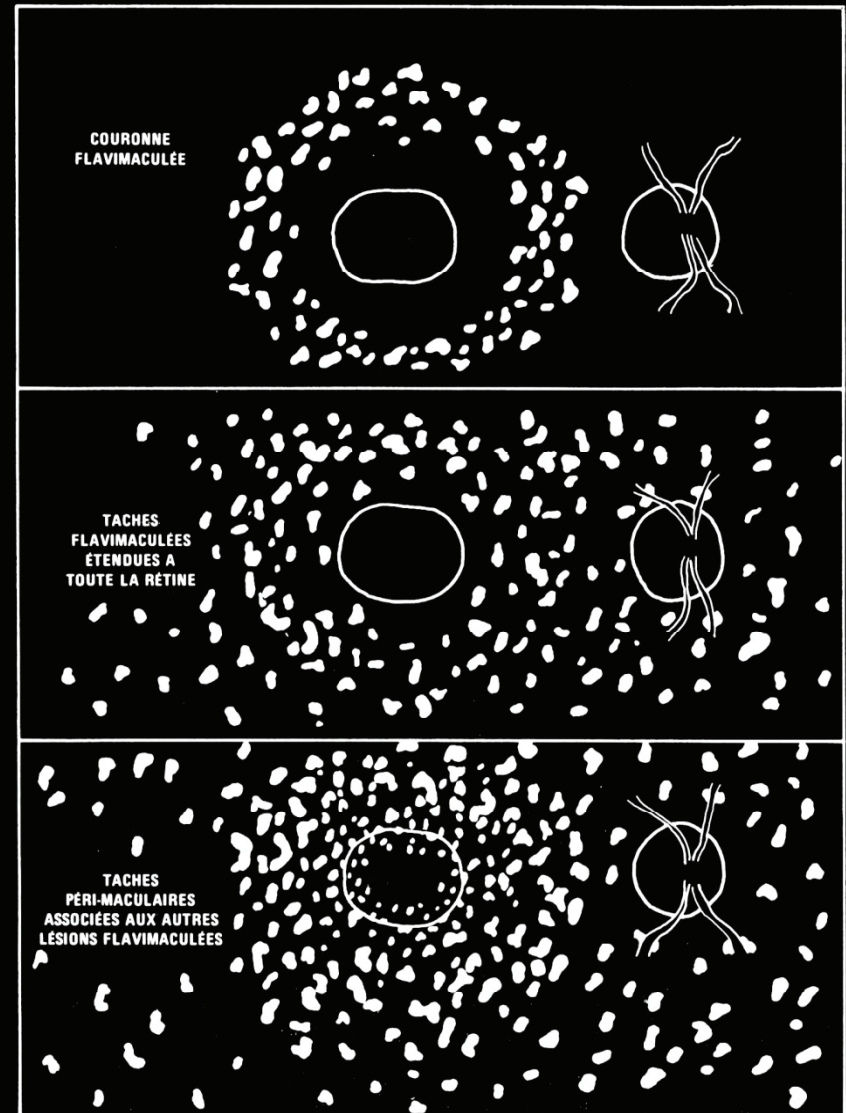 COURONNE
FLAVIMACULÉE
TACHES
FLAVIMACULÉES
ÉTENDUES A
TOUTE LA RÉTINE
TACHES
PÉRI-MACULAIRES
ASSOCIÉES AUX AUTRES
LÉSIONS FLAVIMACULÉES